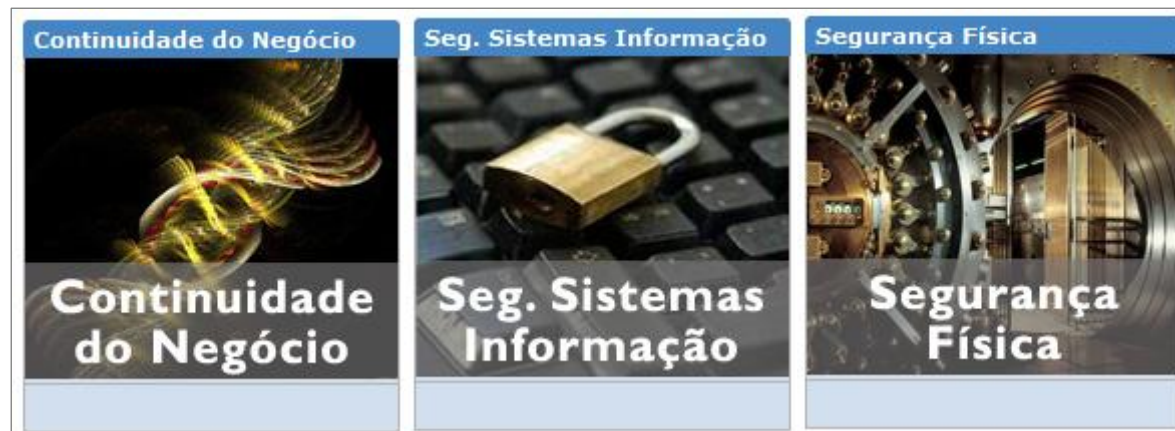 Continuidade do Negócio
Continuidade
do Negócio
Seg. Sistemas Informação
Seg. Sistemas
Informação
Segurança Física
Segurança
Física